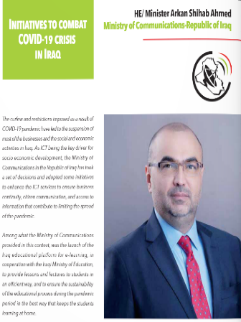 INITIATIVES TO COMBAT
COVID-19 CRISIS
IN IRAQ
HE/ Minister Arkan Shihab Ahmed
Ministry of Communications-Republic of Iraq
The curfew and restrictions imposed as a result of
COVID-19 pandemic have led to the suspension of
most of the businesses and the social and economic
activities in Iraq. As ICT being the key driver for
socio economic development, the Ministry of
Communications in the Republic of Iraq has made
a set of decisions and adopted some initiatives
to enhance the ICT services to ensure business
continuity, citizen communication, and access to
information that contribute to limiting the spread
of the pandemic.
Among what the Ministry of Communications
provided in this context, was the launch of the
Iraq educational platform for e-learning, in
cooperation with the Iraq Ministry of Education,
to provide lessons and lectures to students in
an efficient way, and to ensure the sustainability
of the educational process during the pandemic
period in the best way that keeps the students
learning at home.